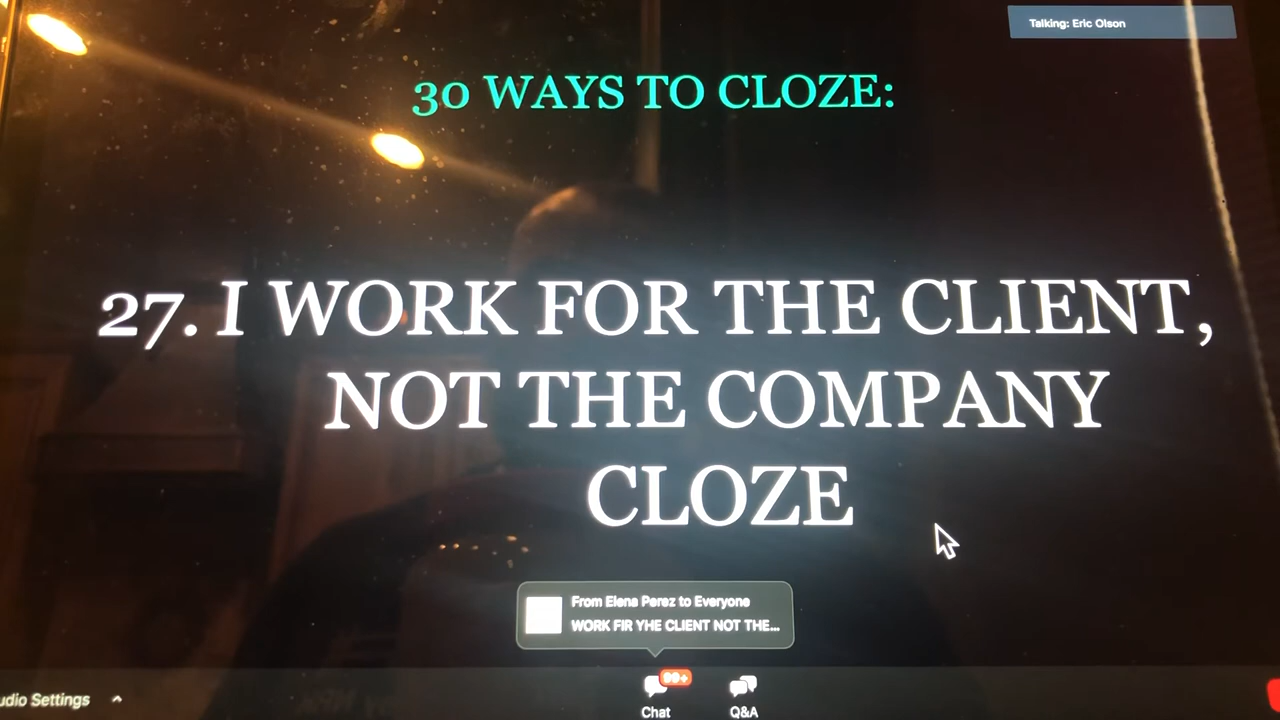 Talking: Eric Olson
30 WAYS TO CLOZE:
27. I WORK FOR THE CLIENT,
NOT THE COMPANY
CLOZE
From Elena Perez to Everyone
WORK FIR YHE CLIENT NOT THE...
udio Settings
99+
Chat
Q&A